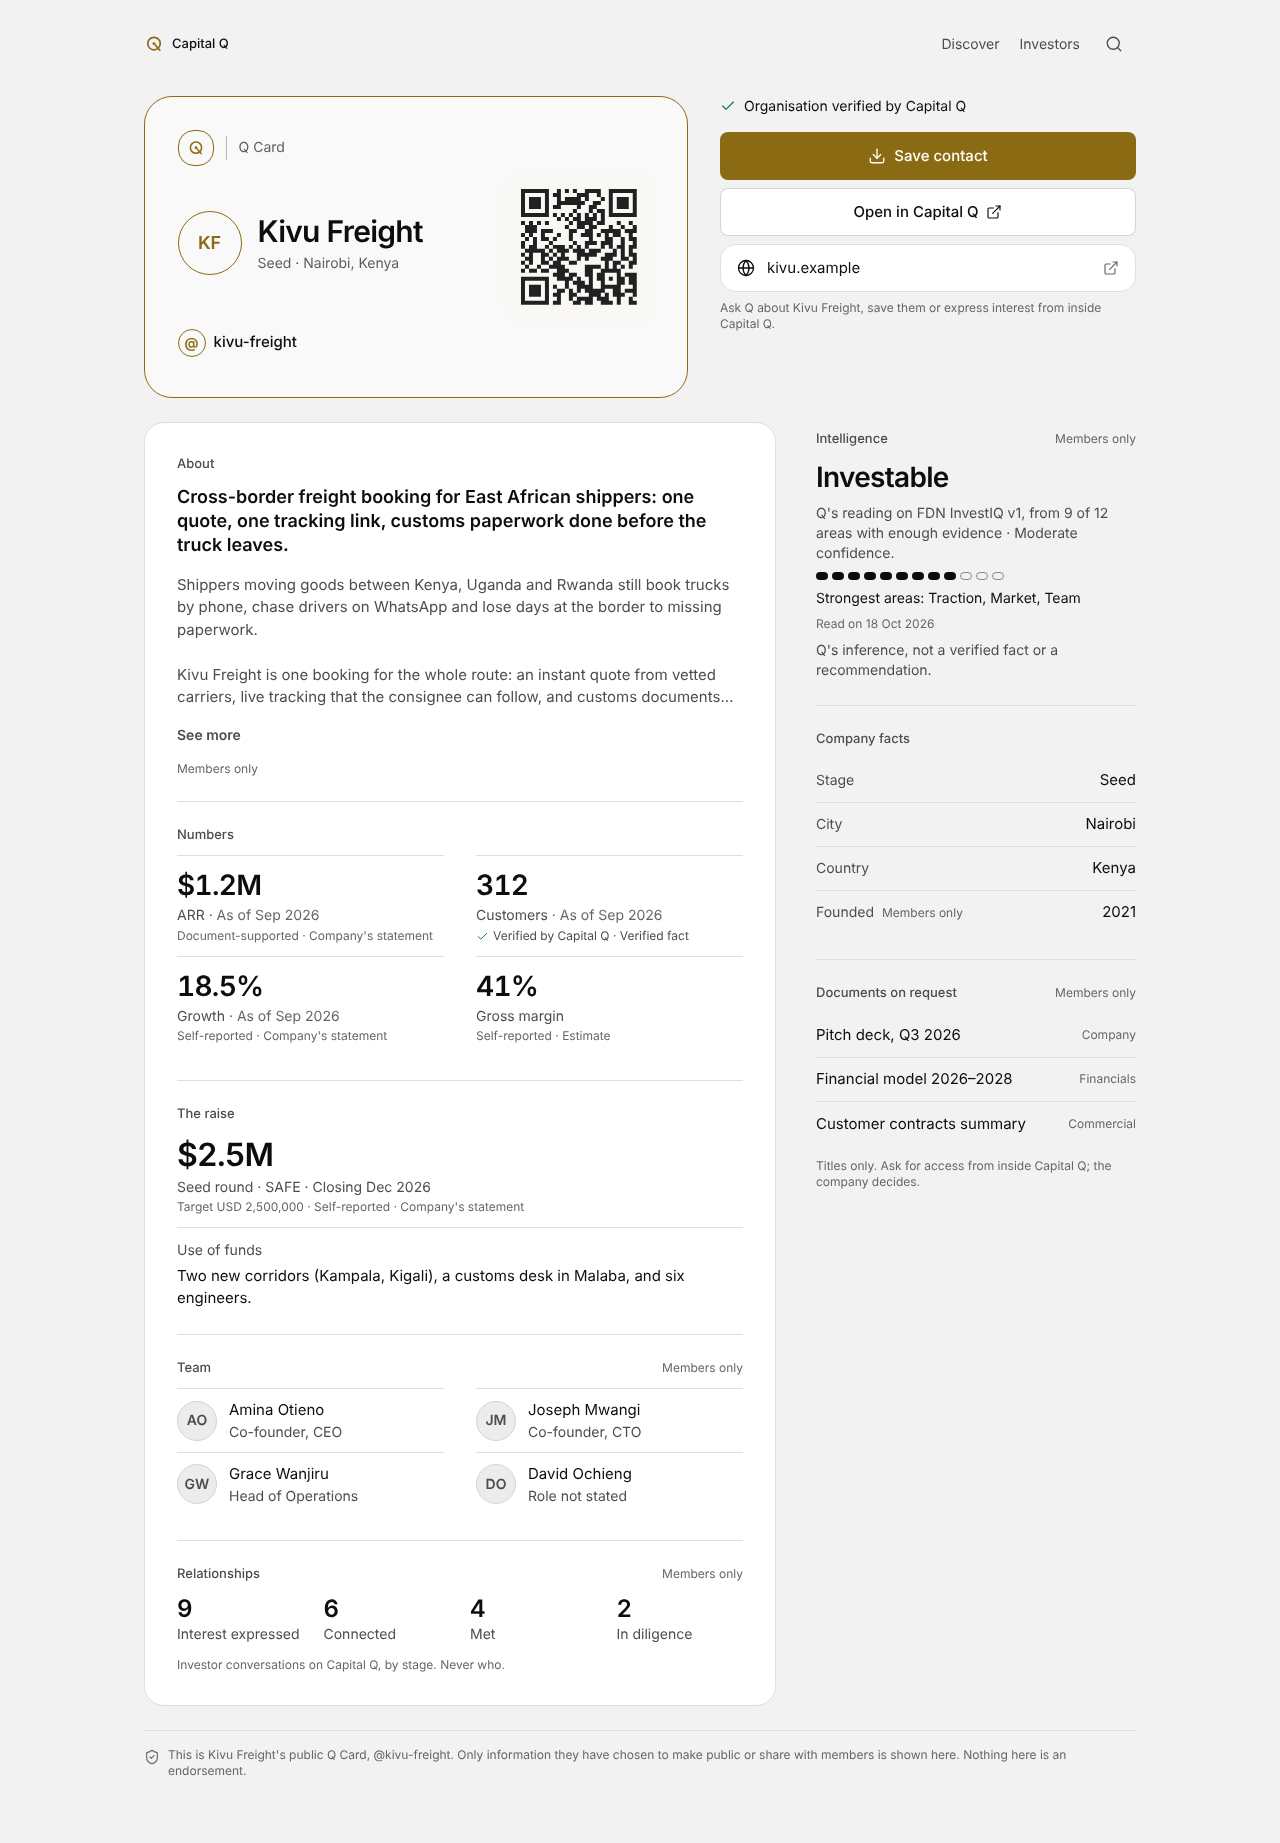 Capital Q
Discover
Investors
Q Card
KF
Kivu Freight
Seed · Nairobi, Kenya
@ kivu-freight
Organisation verified by Capital Q
Save contact
Open in Capital Q
kivu.example
Ask Q about Kivu Freight, save them or express interest from inside
Capital Q.
About
Cross-border freight booking for East African shippers: one
quote, one tracking link, customs paperwork done before the
truck leaves.
Shippers moving goods between Kenya, Uganda and Rwanda still book trucks
by phone, chase drivers on WhatsApp and lose days at the border to missing
paperwork.
Kivu Freight is one booking for the whole route: an instant quote from vetted
carriers, live tracking that the consignee can follow, and customs documents...
See more
Members only
Numbers
$1.2M
ARR · As of Sep 2026
Document-supported · Company's statement
312
Customers · As of Sep 2026
Verified by Capital Q · Verified fact
18.5%
Growth · As of Sep 2026
Self-reported · Company's statement
41%
Gross margin
Self-reported · Estimate
The raise
$2.5M
Seed round · SAFE · Closing Dec 2026
Target USD 2,500,000 · Self-reported · Company's statement
Use of funds
Two new corridors (Kampala, Kigali), a customs desk in Malaba, and six
engineers.
Team
Members only
AO
Amina Otieno
Co-founder, CEO
JM
Joseph Mwangi
Co-founder, CTO
GW
Grace Wanjiru
Head of Operations
DO
David Ochieng
Role not stated
Relationships
Members only
9
Interest expressed
6
Connected
4
Met
2
In diligence
Investor conversations on Capital Q, by stage. Never who.
Intelligence
Members only
Investable
Q's reading on FDN InvestIQ v1, from 9 of 12
areas with enough evidence · Moderate
confidence.
Strongest areas: Traction, Market, Team
Read on 18 Oct 2026
Q's inference, not a verified fact or a
recommendation.
Company facts
Stage
Seed
City
Nairobi
Country
Kenya
Founded Members only
2021
Documents on request
Members only
Pitch deck, Q3 2026
Company
Financial model 2026–2028
Financials
Customer contracts summary
Commercial
Titles only. Ask for access from inside Capital Q; the
company decides.
This is Kivu Freight's public Q Card, @kivu-freight. Only information they have chosen to make public or share with members is shown here. Nothing here is an
endorsement.